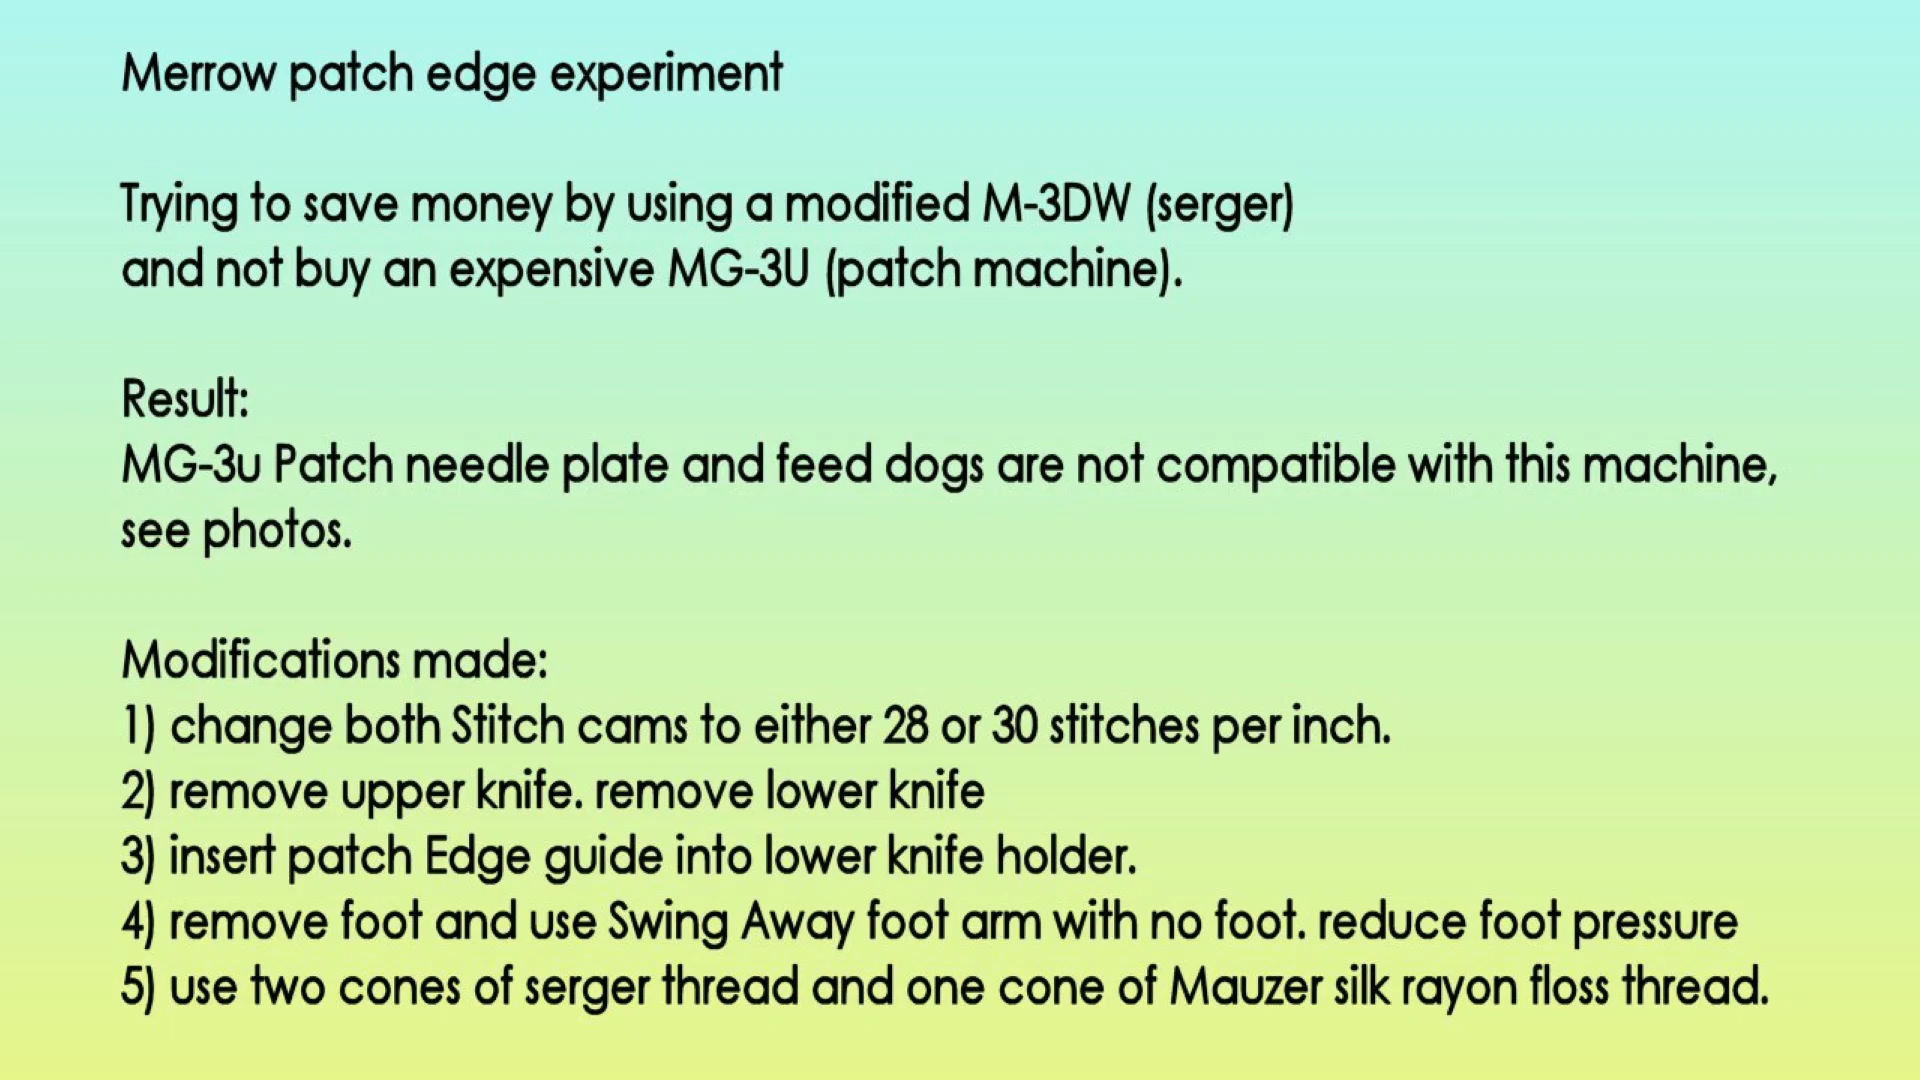 Merrow patch edge experiment
Trying to save money by using a modified M-3DW (serger)
and not buy an expensive MG-3U (patch machine).
Result:
MG-3u Patch needle plate and feed dogs are not compatible with this machine,
see photos.
Modifications made:
1) change both Stitch cams to either 28 or 30 stitches per inch.
2) remove upper knife. remove lower knife
3) insert patch Edge guide into lower knife holder.
4) remove foot and use Swing Away foot arm with no foot. reduce foot pressure
5) use two cones of serger thread and one cone of Mauzer silk rayon floss thread.